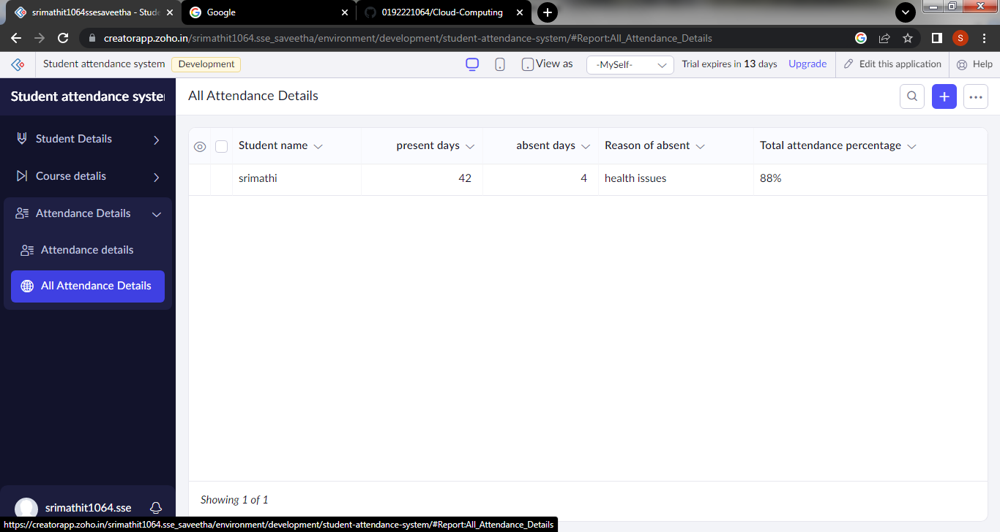 srimathit1064ssesaveetha - Stude
Google
0192221064/Cloud-Computing
creatorapp.zoho.in/srimathit1064.sse_saveetha/environment/development/student-attendance-system/#Report:All_Attendance_Details
S
Student attendance system
Development
View as
-MySelf-
Trial expires in 13 days
Upgrade
Edit this application
Help
Student attendance syste
All Attendance Details
Student Details
Course detalis
Attendance Details
Attendance details
All Attendance Details
Student name
present days
absent days
Reason of absent
Total attendance percentage
srimathi
42
4
health issues
88%
Showing 1 of 1
srimathit1064.sse
https://creatorapp.zoho.in/srimathit1064.sse_saveetha/environment/development/student-attendance-system/#Report:All_Attendance_Details